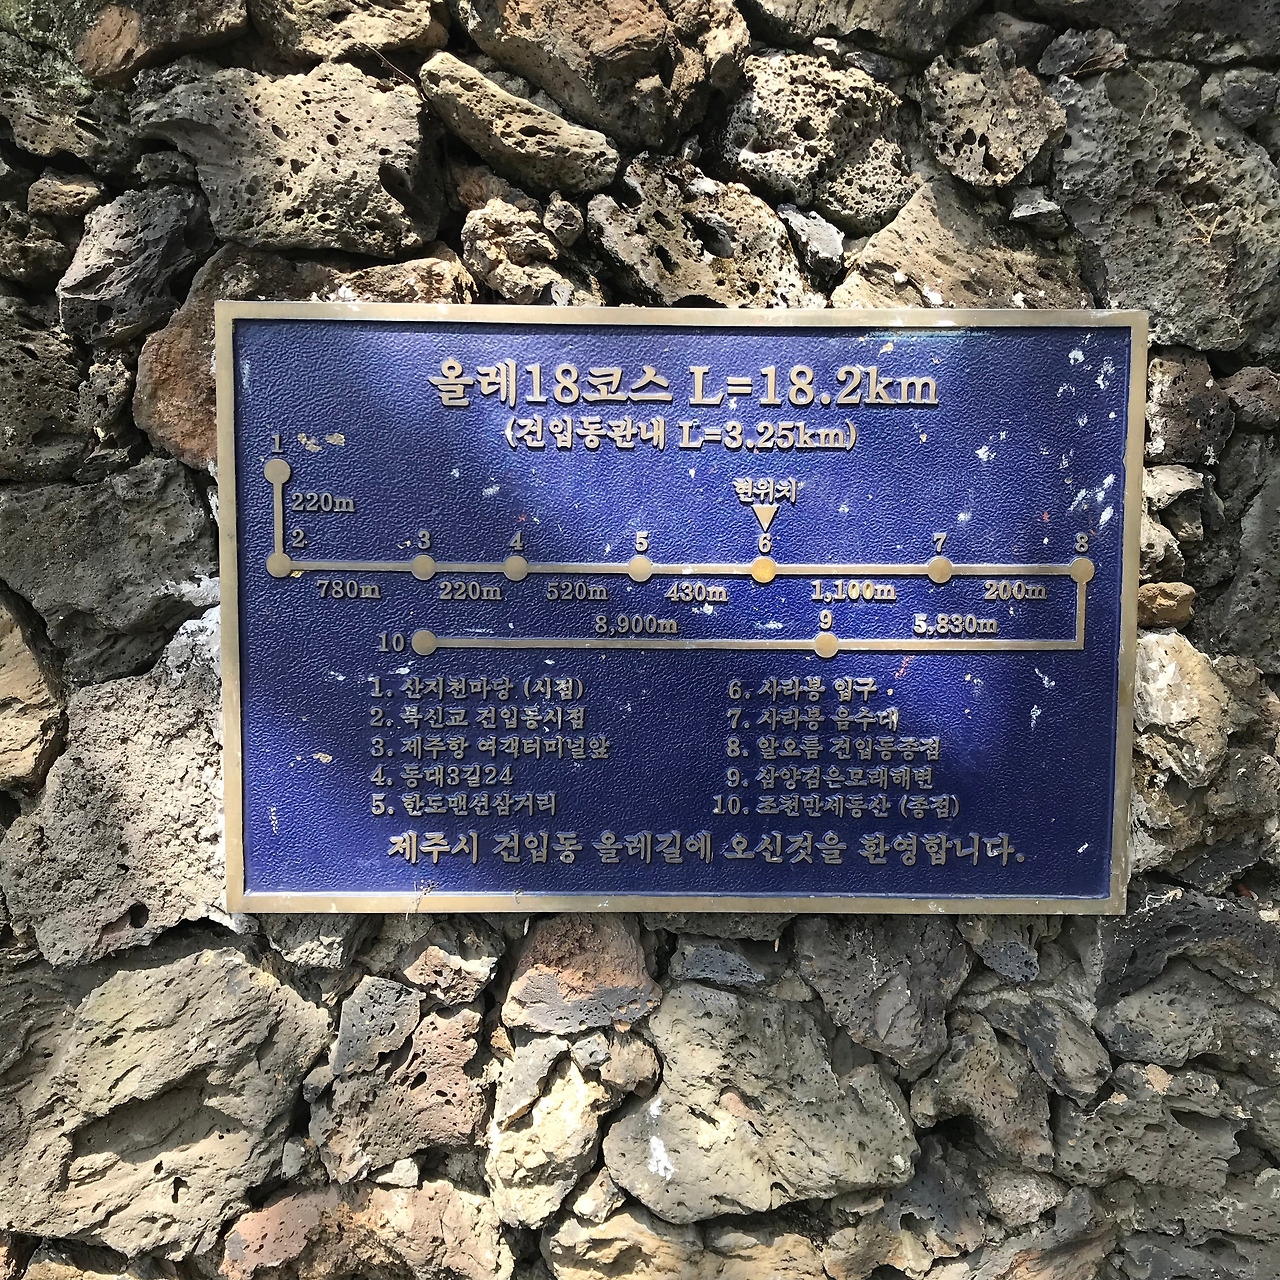 올레18코스 L=18.2km
(건입동관내 L=3.25km)
현위치
1
220m
2 3 4 5 6 7 8
780m 220m 520m 430m 1,100m 200m
8,900m 9 5,830m
10
1. 산지천마당 (시점)
2. 북신교 건입동시점
3. 제주항 여객터미널앞
4. 동대3길24
5. 한도맨션삼거리
6. 사라봉 입구
7. 사라봉 음수대
8. 알오름 건입동종점
9. 삼양검은모래해변
10. 조천만세동산 (종점)
제주시 건입동 올레길에 오신것을 환영합니다.